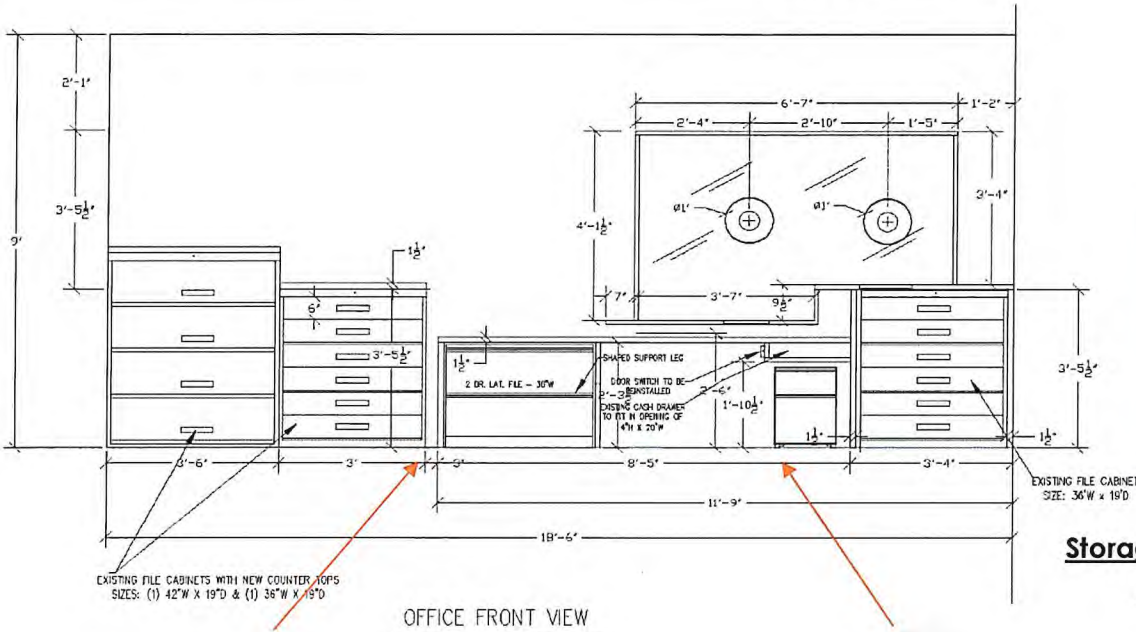 2'-1"
6'-7"
1'-2"
2'-4"
2'-10"
1'-5"
3'-5½"
9'
4'-1½"
ø1'
ø1'
3'-4"
1½"
7"
3'-7"
9½"
6"
3'-5½"
1½"
SHAPED SUPPORT LEG
2 DR. LAT. FILE - 36"W
DOOR SWITCH TO BE
REINSTALLED
2'-6"
EXISTING CASH DRAWER
TO FIT IN OPENING OF
4"H X 20"W
1'-10½"
3'-5½"
1½"
1½"
3'-6"
3'
8'-5"
3'-4"
EXISTING FILE CABINET
SIZE: 36"W x 19"D
11'-9"
18'-6"
EXISTING FILE CABINETS WITH NEW COUNTER TOPS
SIZES: (1) 42"W X 19"D & (1) 36"W X 19"D
OFFICE FRONT VIEW